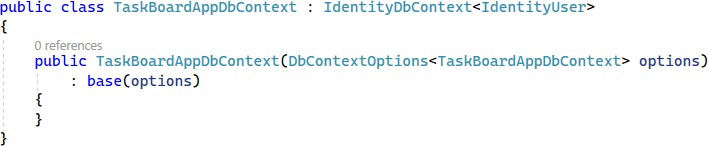 public class TaskBoardAppDbContext : IdentityDbContext<IdentityUser>
{
0 references
public TaskBoardAppDbContext(DbContextOptions<TaskBoardAppDbContext> options)
: base(options)
{
}
}